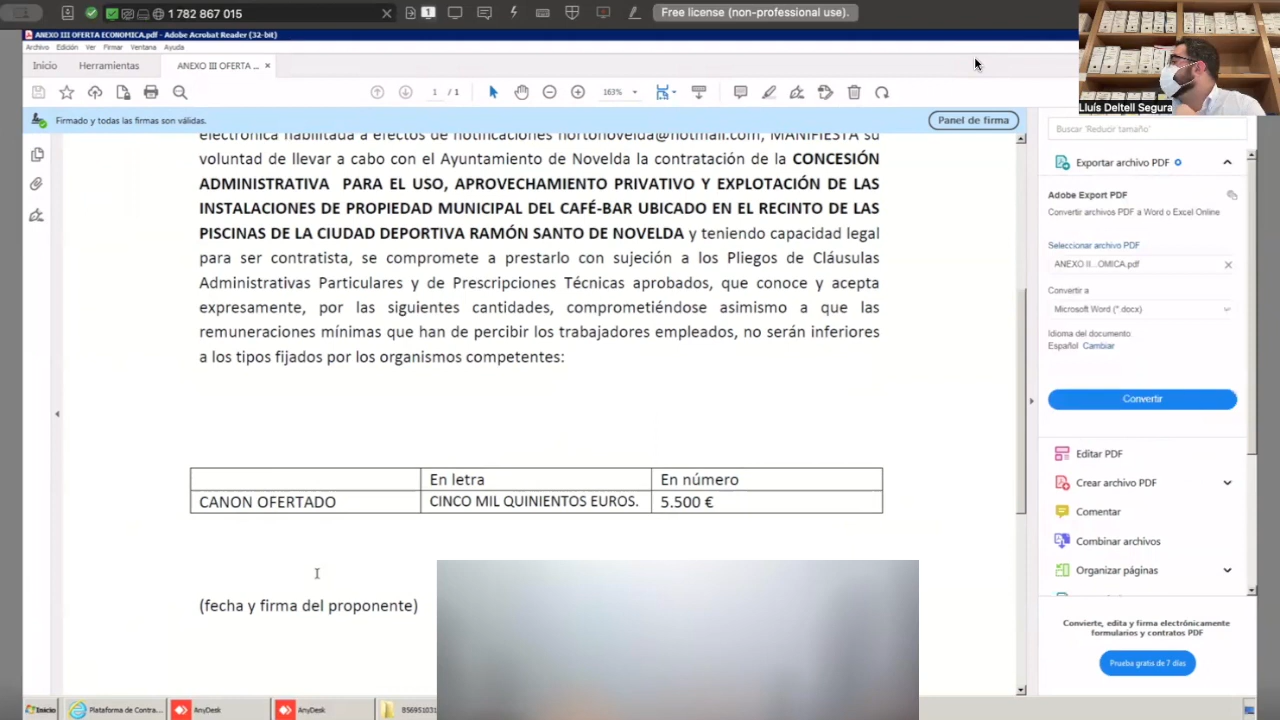 1 782 867 015
1
Free license (non-professional use).
ANEXO III OFERTA ECONOMICA.pdf - Adobe Acrobat Reader (32-bit)
Archivo Edición Ver Firmar Ventana Ayuda
Inicio Herramientas ANEXO III OFERTA ... ×
1 / 1 163%
Lluís Deltell Segura
Firmado y todas las firmas son válidas. Panel de firma
voluntad de llevar a cabo con el Ayuntamiento de Novelda la contratación de la CONCESIÓN
ADMINISTRATIVA PARA EL USO, APROVECHAMIENTO PRIVATIVO Y EXPLOTACIÓN DE LAS
INSTALACIONES DE DOMINIO MUNICIPAL DEL CAFÉ-BAR UBICADO EN EL RECINTO DE LAS
PISCINAS DE LA CIUDAD DEPORTIVA RAMÓN SANTO DE NOVELDA y teniendo capacidad legal
para ser contratista, se compromete a prestarlo con sujeción a los Pliegos de Cláusulas
Administrativas Particulares y de Prescripciones Técnicas aprobados, que conoce y acepta
expresamente, por las siguientes cantidades, comprometiéndose asimismo a que las
remuneraciones mínimas que han de percibir los trabajadores empleados, no serán inferiores
a los tipos fijados por los organismos competentes:
En letra En número
CANON OFERTADO CINCO MIL QUINIENTOS EUROS. 5.500 €
(fecha y firma del proponente)
Buscar 'Reducir tamaño'
Exportar archivo PDF
Adobe Export PDF
Convertir archivos PDF a Word o Excel Online
Seleccionar archivo PDF
ANEXO II...OMICA.pdf
Convertir a
Microsoft Word (*.docx)
Idioma del documento
Español Cambiar
Convertir
Editar PDF
Crear archivo PDF
Comentar
Combinar archivos
Organizar páginas
Convierte, edita y firma electrónicamente
formularios y contratos PDF
Prueba gratis de 7 días
Inicio Plataforma de Contra... AnyDesk AnyDesk 856951031